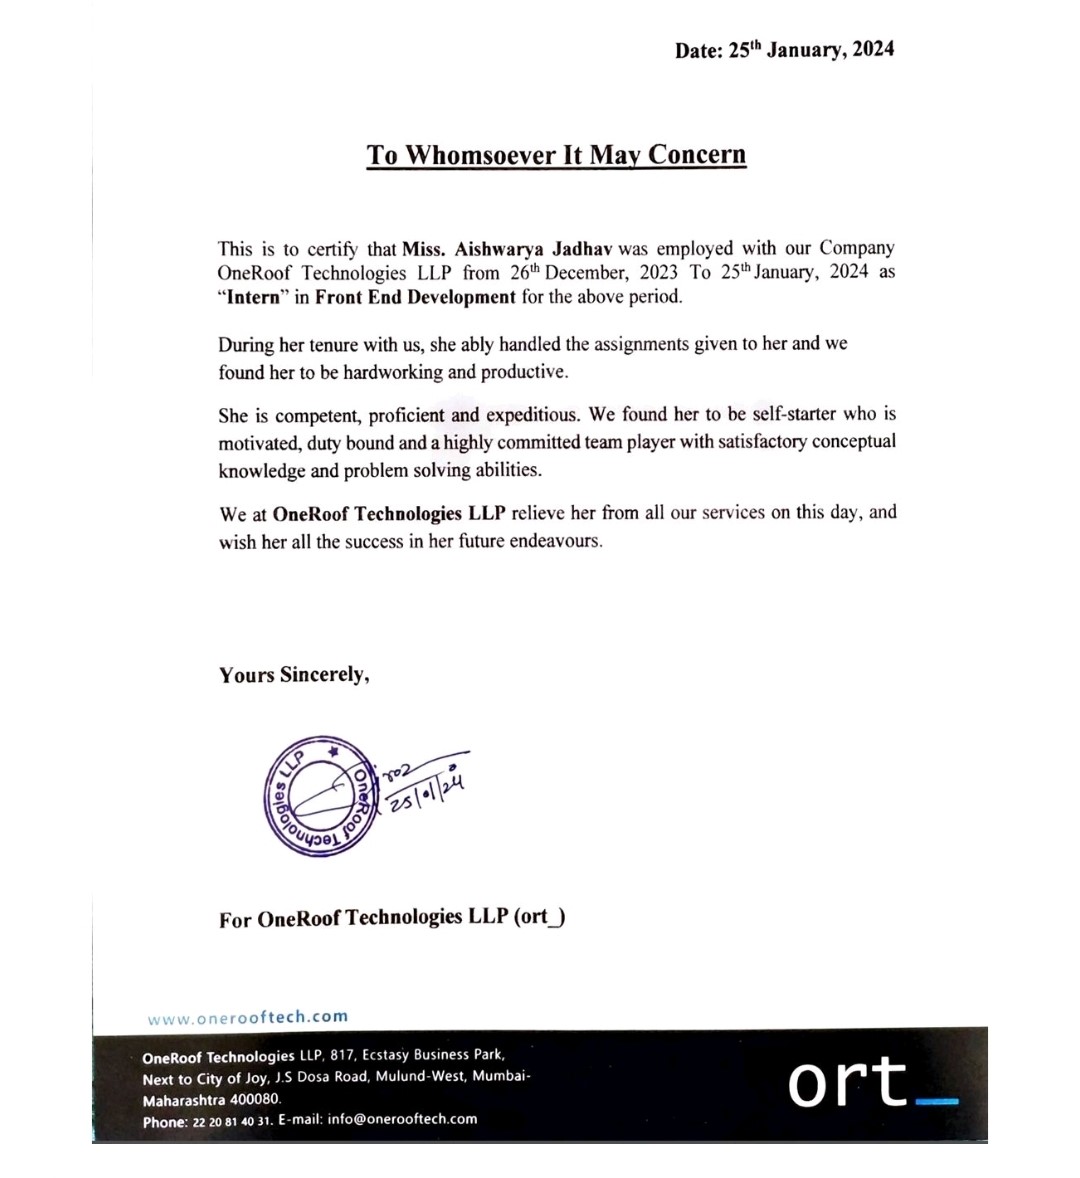 Date: 25th January, 2024
To Whomsoever It May Concern
This is to certify that Miss. Aishwarya Jadhav was employed with our Company
OneRoof Technologies LLP from 26th December, 2023 To 25th January, 2024 as
“Intern” in Front End Development for the above period.
During her tenure with us, she ably handled the assignments given to her and we
found her to be hardworking and productive.
She is competent, proficient and expeditious. We found her to be self-starter who is
motivated, duty bound and a highly committed team player with satisfactory conceptual
knowledge and problem solving abilities.
We at OneRoof Technologies LLP relieve her from all our services on this day, and
wish her all the success in her future endeavours.
Yours Sincerely,
OneRoof Technologies LLP
25/01/24
For OneRoof Technologies LLP (ort_)
www.onerooftech.com
OneRoof Technologies LLP, 817, Ecstasy Business Park,
Next to City of Joy, J.S Dosa Road, Mulund-West, Mumbai-
Maharashtra 400080.
Phone: 22 20 81 40 31. E-mail: info@onerooftech.com
ort_